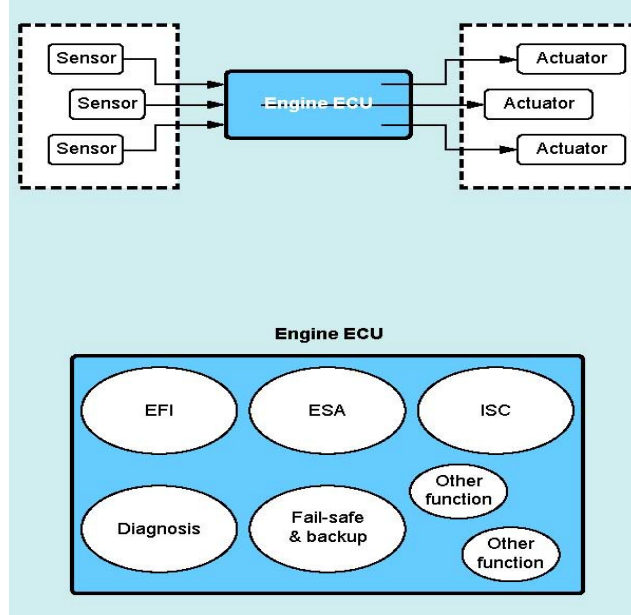 Sensor
Actuator
Sensor
Engine ECU
Actuator
Sensor
Actuator
Engine ECU
EFI
ESA
ISC
Other
function
Diagnosis
Fail-safe
& backup
Other
function